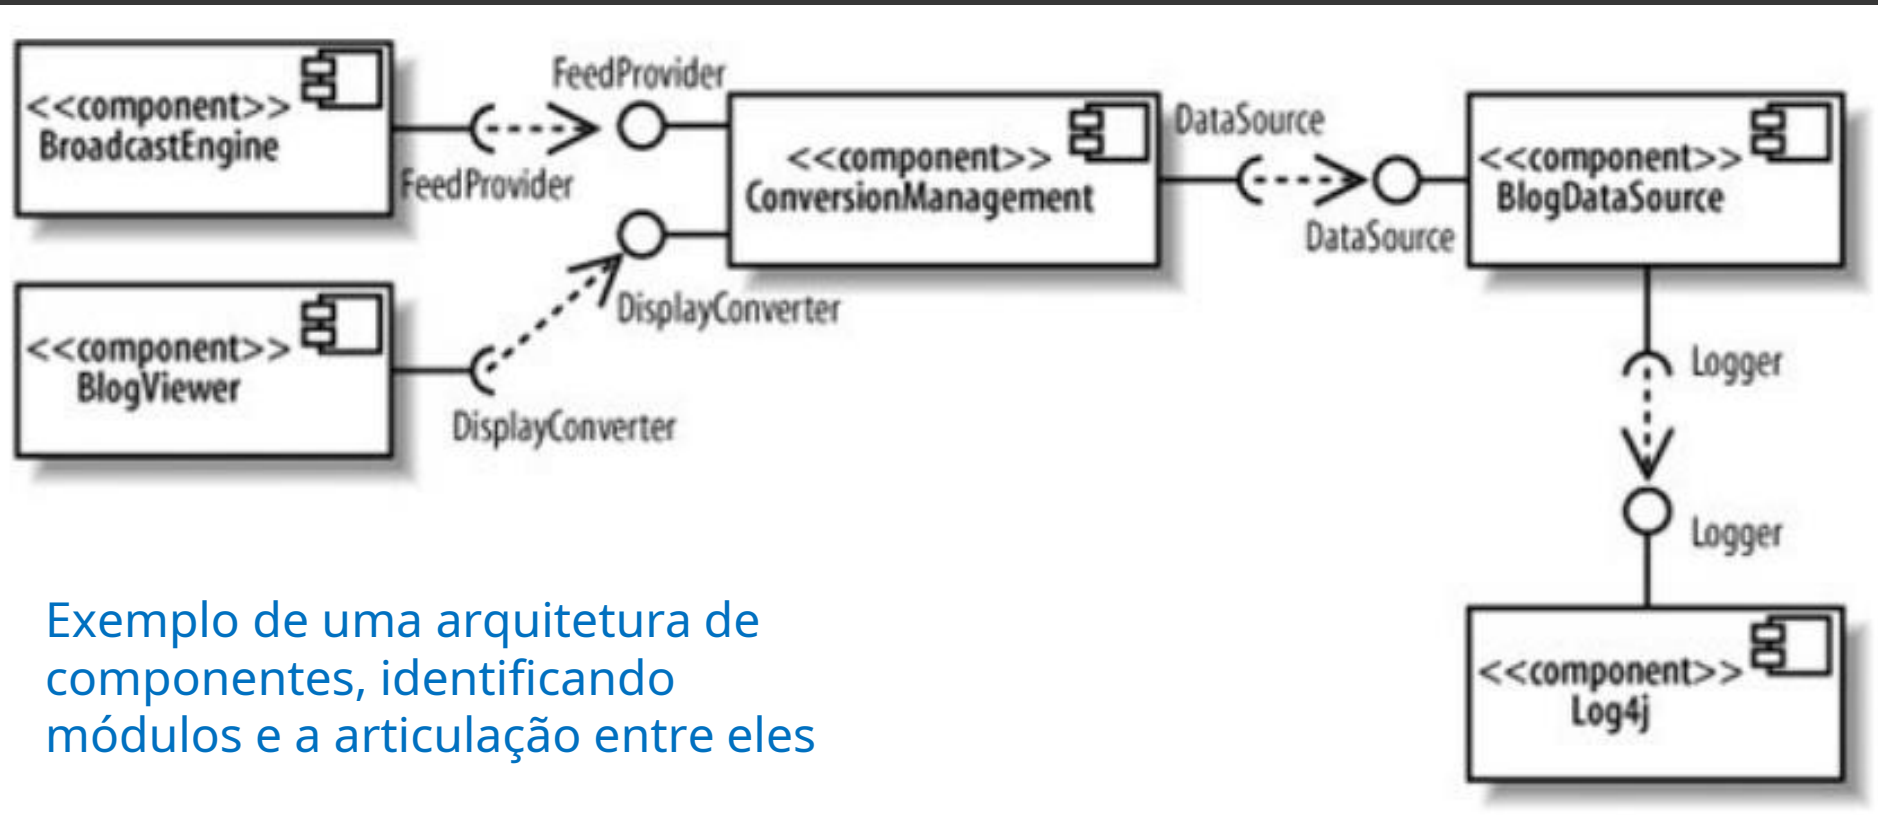 <<component>>
BroadcastEngine
FeedProvider
FeedProvider
<<component>>
ConversionManagement
DataSource
DataSource
<<component>>
BlogDataSource
<<component>>
BlogViewer
DisplayConverter
DisplayConverter
Logger
Logger
<<component>>
Log4j
Exemplo de uma arquitetura de
componentes, identificando
módulos e a articulação entre eles